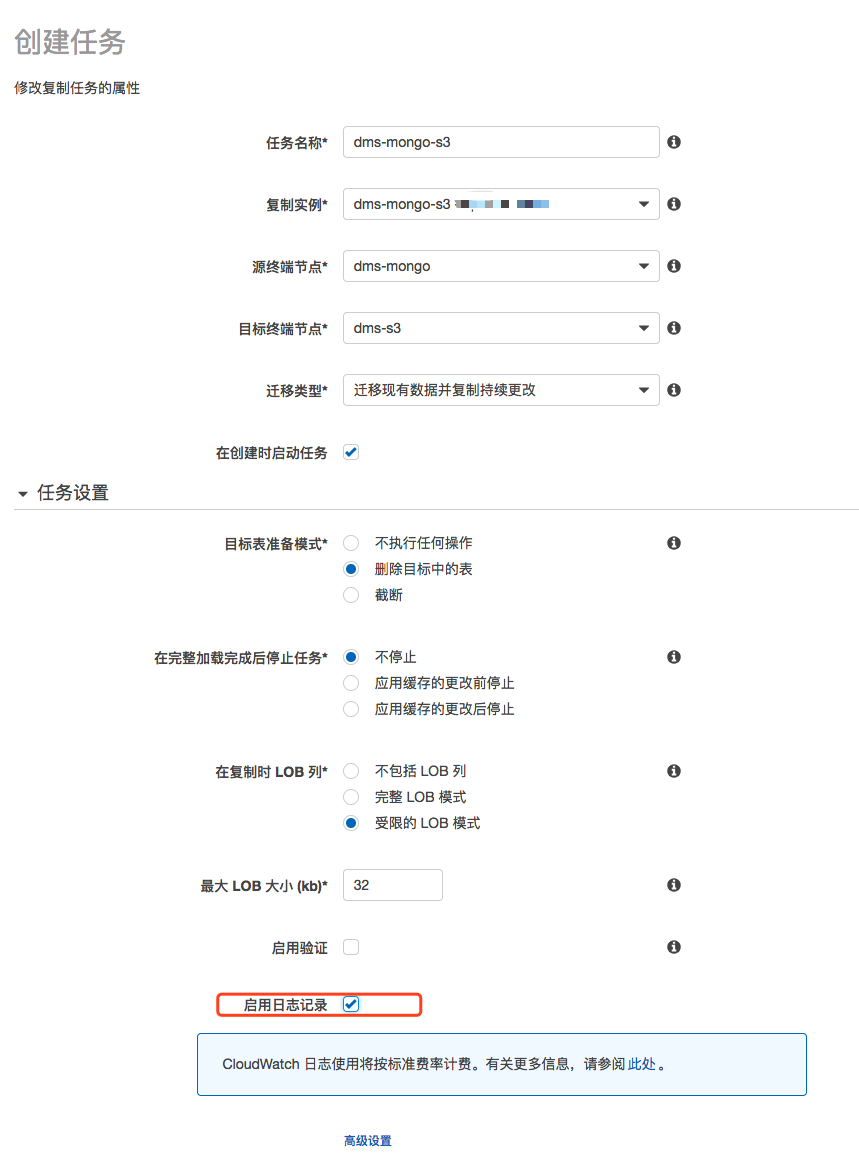 创建任务
修改复制任务的属性
任务名称* dms-mongo-s3
复制实例* dms-mongo-s3
源终端节点* dms-mongo
目标终端节点* dms-s3
迁移类型* 迁移现有数据并复制持续更改
在创建时启动任务
任务设置
目标表准备模式* 不执行任何操作
删除目标中的表
截断
在完整加载完成后停止任务* 不停止
应用缓存的更改前停止
应用缓存的更改后停止
在复制时 LOB 列* 不包括 LOB 列
完整 LOB 模式
受限的 LOB 模式
最大 LOB 大小 (kb)* 32
启用验证
启用日志记录
CloudWatch 日志使用将按标准费率计费。有关更多信息，请参阅此处 。
高级设置